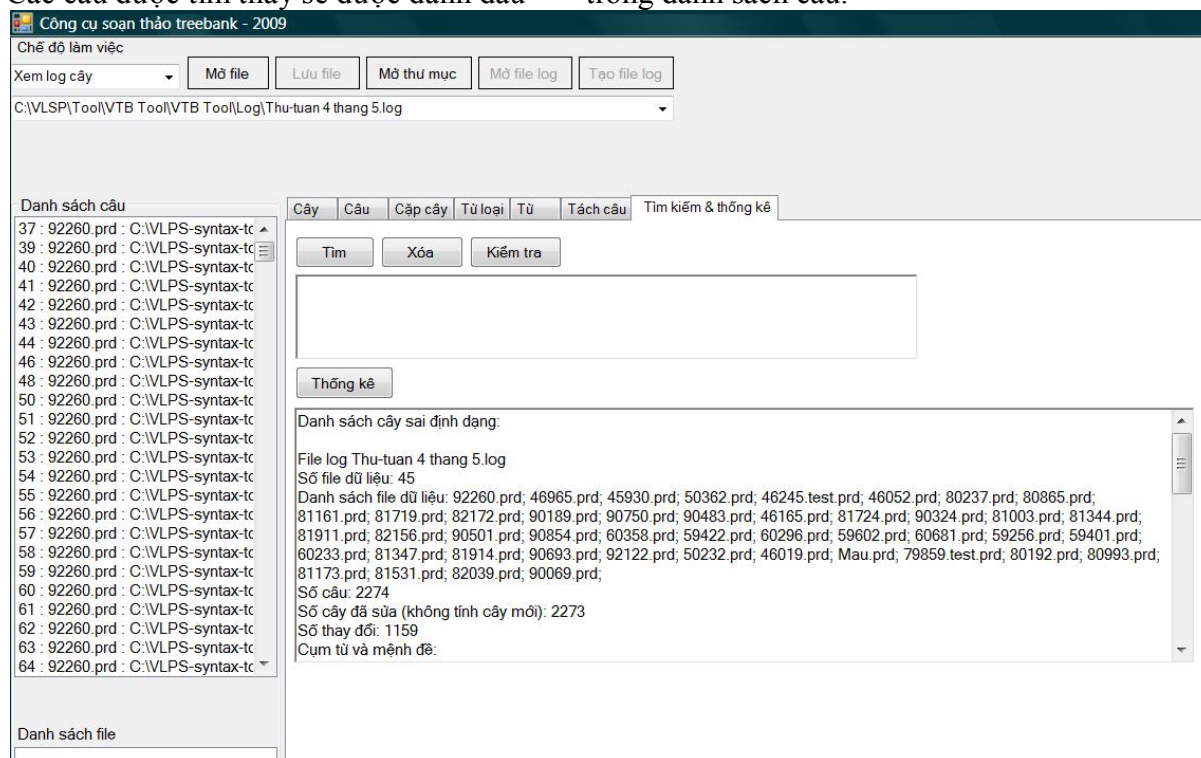 Các câu được tìm thấy sẽ được đánh dấu trong danh sách câu.
Công cụ soạn thảo treebank - 2009
Chế độ làm việc
Xem log cây
Mở file
Lưu file
Mở thư mục
Mở file log
Tạo file log
C:\VLSP\Tool\VTB Tool\VTB Tool\Log\Thu-tuan 4 thang 5.log
Danh sách câu
37 : 92260.prd : C:\VLPS-syntax-tc
39 : 92260.prd : C:\VLPS-syntax-tc
40 : 92260.prd : C:\VLPS-syntax-tc
41 : 92260.prd : C:\VLPS-syntax-tc
42 : 92260.prd : C:\VLPS-syntax-tc
43 : 92260.prd : C:\VLPS-syntax-tc
44 : 92260.prd : C:\VLPS-syntax-tc
46 : 92260.prd : C:\VLPS-syntax-tc
48 : 92260.prd : C:\VLPS-syntax-tc
50 : 92260.prd : C:\VLPS-syntax-tc
51 : 92260.prd : C:\VLPS-syntax-tc
52 : 92260.prd : C:\VLPS-syntax-tc
53 : 92260.prd : C:\VLPS-syntax-tc
54 : 92260.prd : C:\VLPS-syntax-tc
55 : 92260.prd : C:\VLPS-syntax-tc
56 : 92260.prd : C:\VLPS-syntax-tc
57 : 92260.prd : C:\VLPS-syntax-tc
58 : 92260.prd : C:\VLPS-syntax-tc
59 : 92260.prd : C:\VLPS-syntax-tc
60 : 92260.prd : C:\VLPS-syntax-tc
61 : 92260.prd : C:\VLPS-syntax-tc
62 : 92260.prd : C:\VLPS-syntax-tc
63 : 92260.prd : C:\VLPS-syntax-tc
64 : 92260.prd : C:\VLPS-syntax-tc
Danh sách file
Cây
Câu
Cặp cây
Từ loại
Từ
Tách câu
Tìm kiếm & thống kê
Tìm
Xóa
Kiểm tra
Thống kê
Danh sách cây sai định dạng:
File log Thu-tuan 4 thang 5.log
Số file dữ liệu: 45
Danh sách file dữ liệu: 92260.prd; 46965.prd; 45930.prd; 50362.prd; 46245.test.prd; 46052.prd; 80237.prd; 80865.prd;
81161.prd; 81719.prd; 82172.prd; 90189.prd; 90750.prd; 90483.prd; 46165.prd; 81724.prd; 90324.prd; 81003.prd; 81344.prd;
81911.prd; 82156.prd; 90501.prd; 90854.prd; 60358.prd; 59422.prd; 60296.prd; 59602.prd; 60681.prd; 59256.prd; 59401.prd;
60233.prd; 81347.prd; 81914.prd; 90693.prd; 92122.prd; 50232.prd; 46019.prd; Mau.prd; 79859.test.prd; 80192.prd; 80993.prd;
81173.prd; 81531.prd; 82039.prd; 90069.prd;
Số câu: 2274
Số cây đã sửa (không tính cây mới): 2273
Số thay đổi: 1159
Cụm từ và mệnh đề: